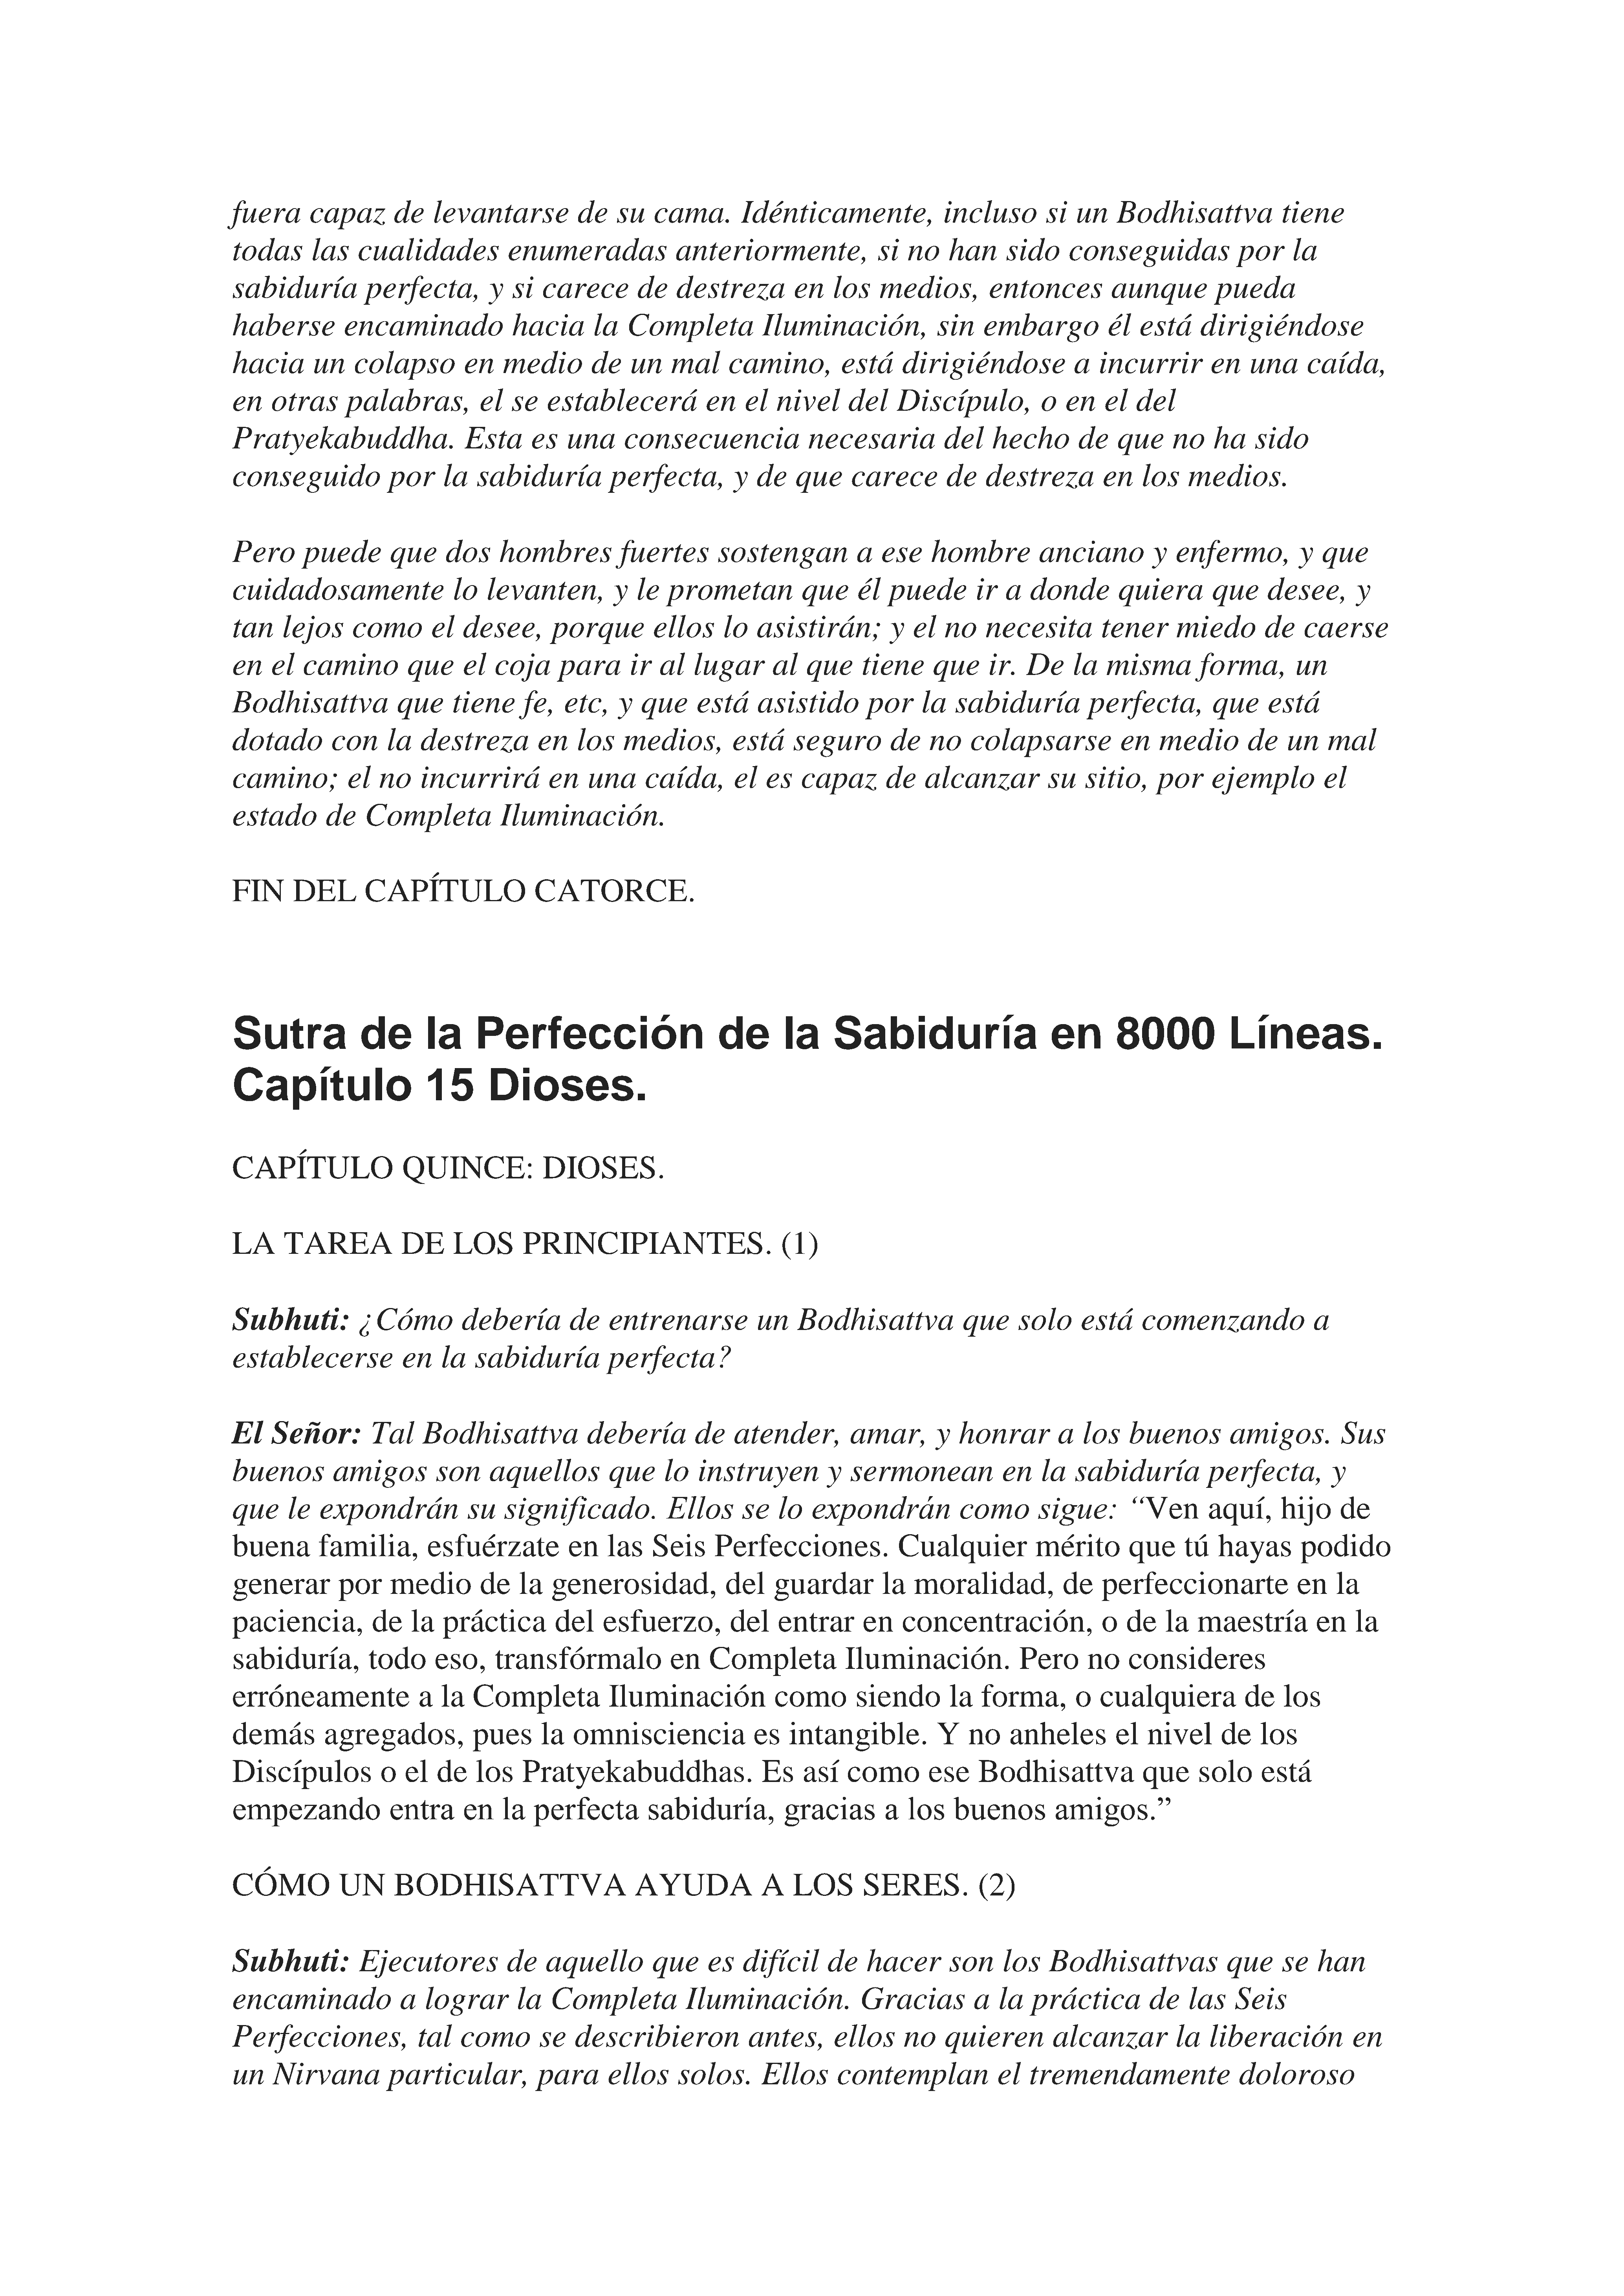 fuera capaz de levantarse de su cama. Idénticamente, incluso si un Bodhisattva tiene
todas las cualidades enumeradas anteriormente, si no han sido conseguidas por la
sabiduría perfecta, y si carece de destreza en los medios, entonces aunque pueda
haberse encaminado hacia la Completa Iluminación, sin embargo él está dirigiéndose
hacia un colapso en medio de un mal camino, está dirigiéndose a incurrir en una caída,
en otras palabras, el se establecerá en el nivel del Discípulo, o en el del
Pratyekabuddha. Esta es una consecuencia necesaria del hecho de que no ha sido
conseguido por la sabiduría perfecta, y de que carece de destreza en los medios.
Pero puede que dos hombres fuertes sostengan a ese hombre anciano y enfermo, y que
cuidadosamente lo levanten, y le prometan que él puede ir a donde quiera que desee, y
tan lejos como el desee, porque ellos lo asistirán; y el no necesita tener miedo de caerse
en el camino que el coja para ir al lugar al que tiene que ir. De la misma forma, un
Bodhisattva que tiene fe, etc, y que está asistido por la sabiduría perfecta, que está
dotado con la destreza en los medios, está seguro de no colapsarse en medio de un mal
camino; el no incurrirá en una caída, el es capaz de alcanzar su sitio, por ejemplo el
estado de Completa Iluminación.
FIN DEL CAPÍTULO CATORCE.
Sutra de la Perfección de la Sabiduría en 8000 Líneas.
Capítulo 15 Dioses.
CAPÍTULO QUINCE: DIOSES.
LA TAREA DE LOS PRINCIPIANTES. (1)
Subhuti: ¿Cómo debería de entrenarse un Bodhisattva que solo está comenzando a
establecerse en la sabiduría perfecta?
El Señor: Tal Bodhisattva debería de atender, amar, y honrar a los buenos amigos. Sus
buenos amigos son aquellos que lo instruyen y sermonean en la sabiduría perfecta, y
que le expondrán su significado. Ellos se lo expondrán como sigue: “Ven aquí, hijo de
buena familia, esfuérzate en las Seis Perfecciones. Cualquier mérito que tú hayas podido
generar por medio de la generosidad, del guardar la moralidad, de perfeccionarte en la
paciencia, de la práctica del esfuerzo, del entrar en concentración, o de la maestría en la
sabiduría, todo eso, transfórmalo en Completa Iluminación. Pero no consideres
erróneamente a la Completa Iluminación como siendo la forma, o cualquiera de los
demás agregados, pues la omnisciencia es intangible. Y no anheles el nivel de los
Discípulos o el de los Pratyekabuddhas. Es así como ese Bodhisattva que solo está
empezando entra en la perfecta sabiduría, gracias a los buenos amigos.”
CÓMO UN BODHISATTVA AYUDA A LOS SERES. (2)
Subhuti: Ejecutores de aquello que es difícil de hacer son los Bodhisattvas que se han
encaminado a lograr la Completa Iluminación. Gracias a la práctica de las Seis
Perfecciones, tal como se describieron antes, ellos no quieren alcanzar la liberación en
un Nirvana particular, para ellos solos. Ellos contemplan el tremendamente doloroso